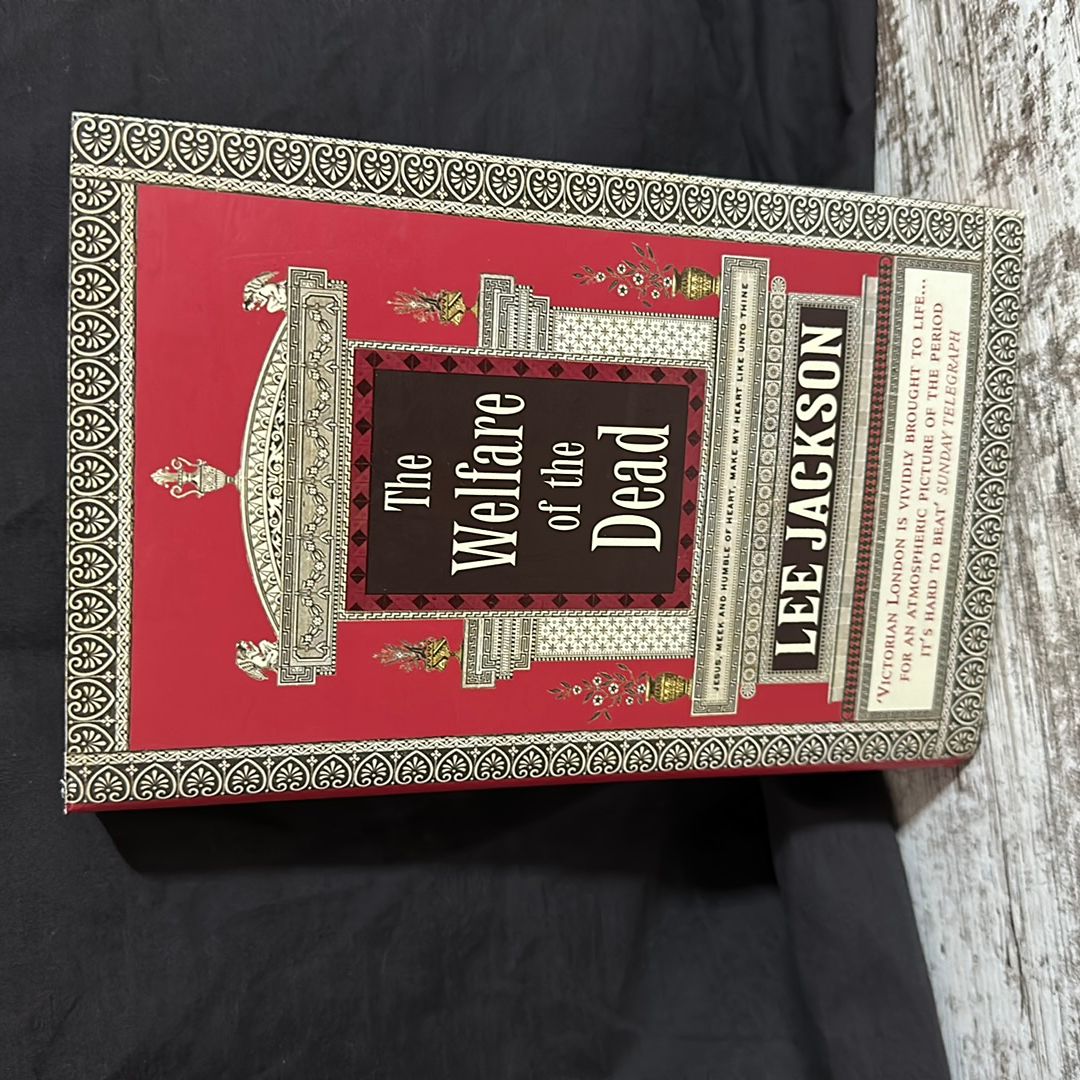 The
Welfare
of the
Dead
JESUS, MEEK AND HUMBLE OF HEART, MAKE MY HEART LIKE UNTO THINE
LEE JACKSON
'VICTORIAN LONDON IS VIVIDLY BROUGHT TO LIFE...
FOR AN ATMOSPHERIC PICTURE OF THE PERIOD
IT'S HARD TO BEAT' SUNDAY TELEGRAPH